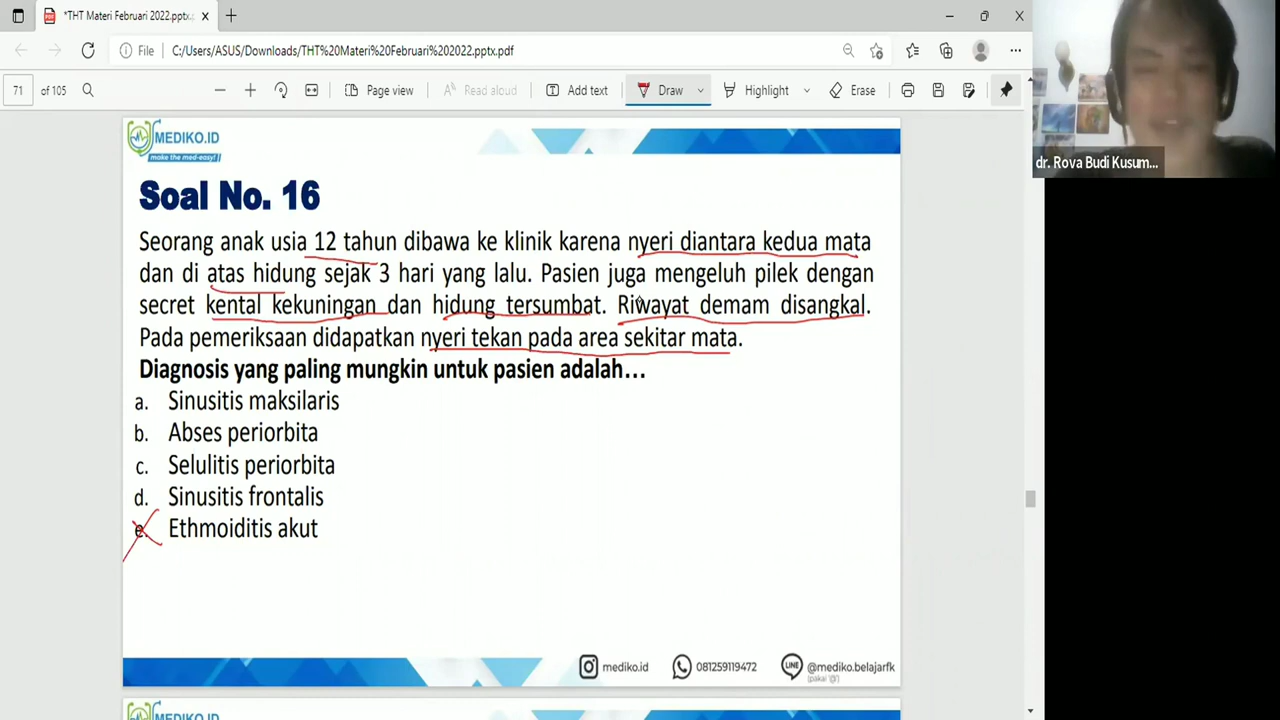 *THT Materi Februari 2022.pptx.p
File C:/Users/ASUS/Downloads/THT%20Materi%20Februari%202022.pptx.pdf
71 of 105 Page view Read aloud Add text Draw Highlight Erase
MEDIKO.ID
make the med-easy!
dr. Rova Budi Kusum...
Soal No. 16
Seorang anak usia 12 tahun dibawa ke klinik karena nyeri diantara kedua mata
dan di atas hidung sejak 3 hari yang lalu. Pasien juga mengeluh pilek dengan
secret kental kekuningan dan hidung tersumbat. Riwayat demam disangkal.
Pada pemeriksaan didapatkan nyeri tekan pada area sekitar mata.
Diagnosis yang paling mungkin untuk pasien adalah...
a. Sinusitis maksilaris
b. Abses periorbita
c. Selulitis periorbita
d. Sinusitis frontalis
e. Ethmoiditis akut
mediko.id 081259119472 LINE @mediko.belajarfk
(pakai '@')
MEDIKO.ID